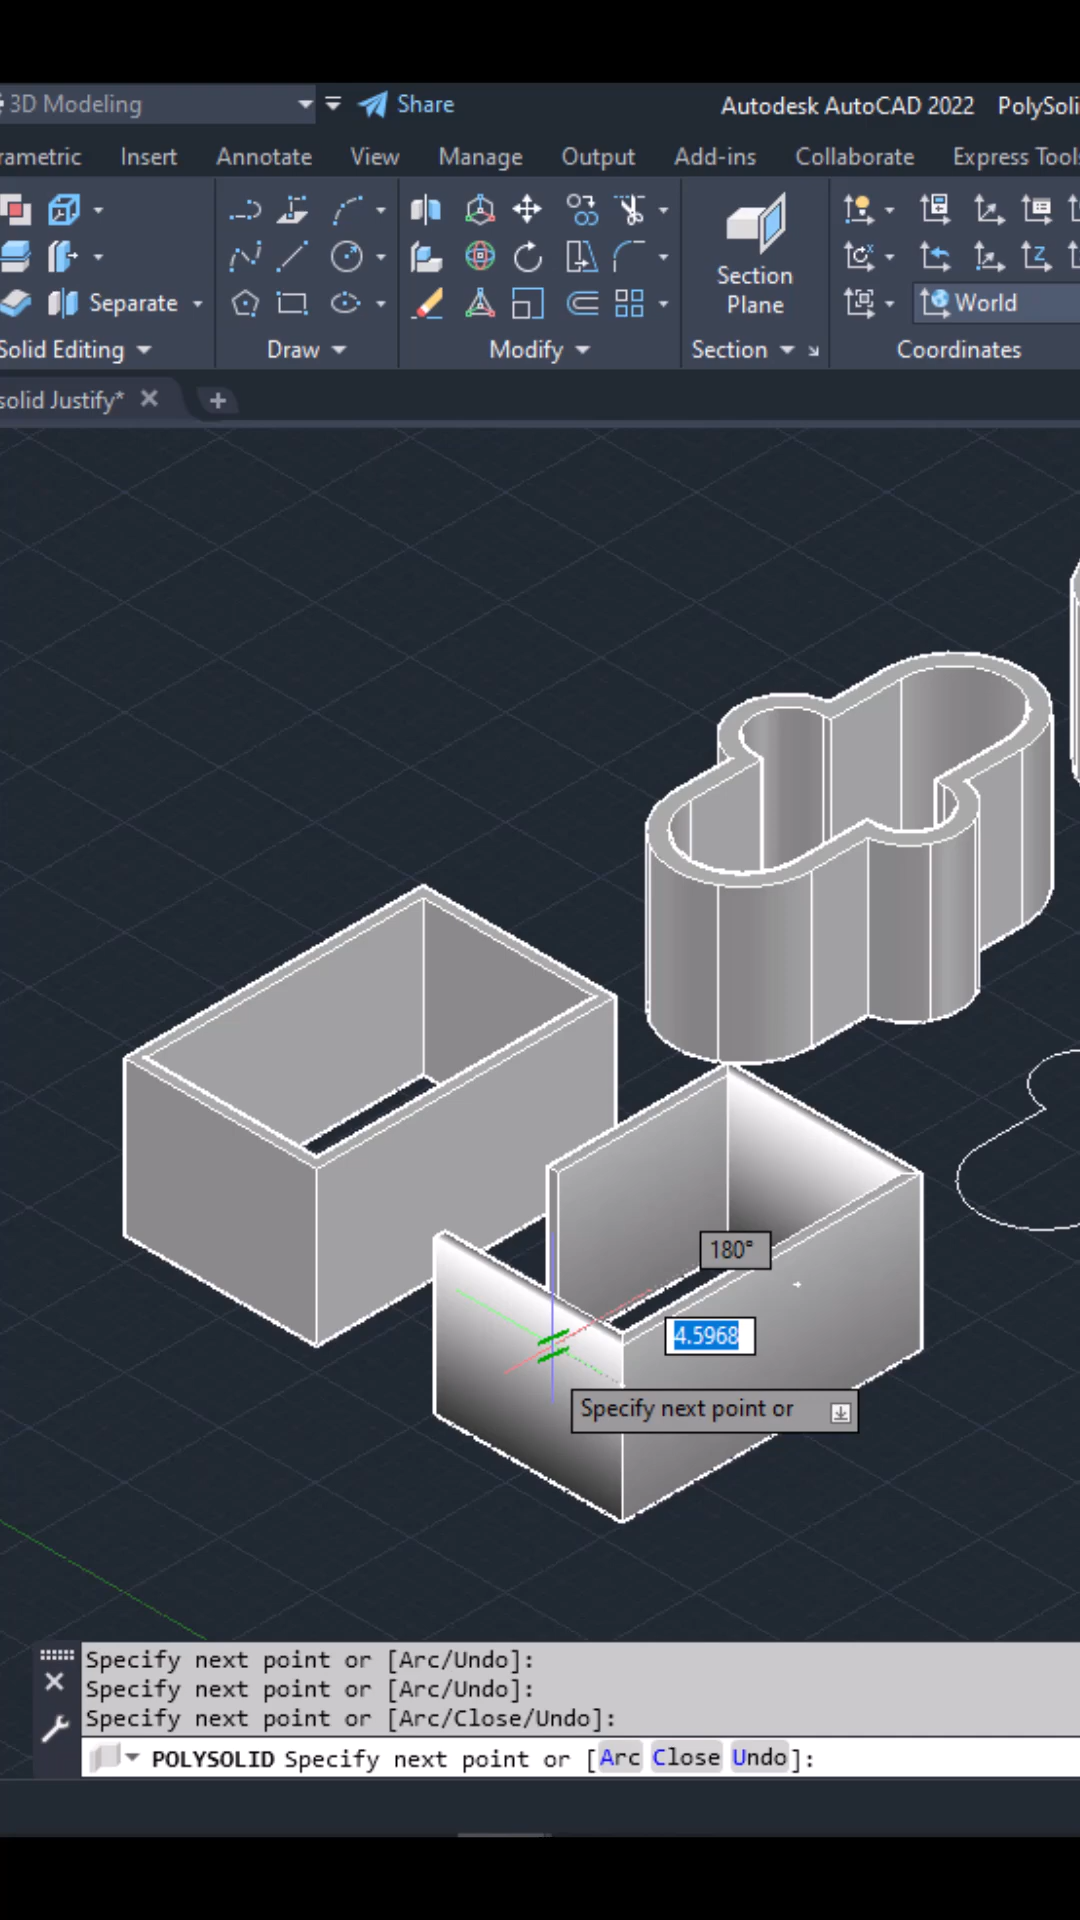 3D Modeling
Share
Autodesk AutoCAD 2022 PolySoli
rametric Insert Annotate View Manage Output Add-ins Collaborate Express Tools
Separate
Section
Plane
World
Solid Editing Draw Modify Section Coordinates
solid Justify*
180°
4.5968
Specify next point or
Specify next point or [Arc/Undo]:
Specify next point or [Arc/Undo]:
Specify next point or [Arc/Close/Undo]:
POLYSOLID Specify next point or [Arc Close Undo]: